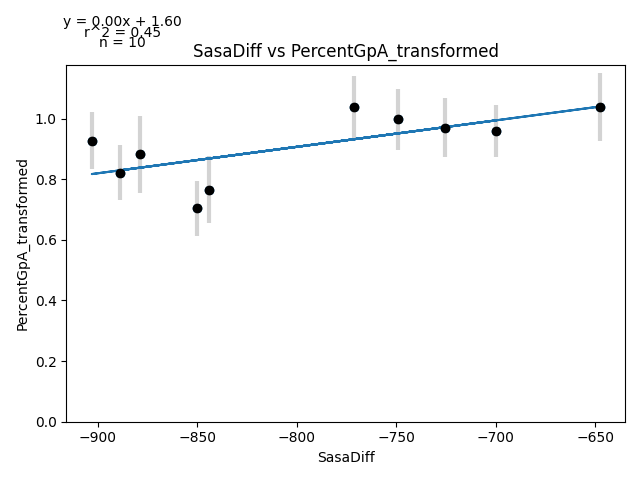 y = 0.00x + 1.60
r^2 = 0.45
n = 10
SasaDiff vs PercentGpA_transformed
1.0
0.8
0.6
0.4
0.2
0.0
PercentGpA_transformed
−900
−850
−800
−750
−700
−650
SasaDiff